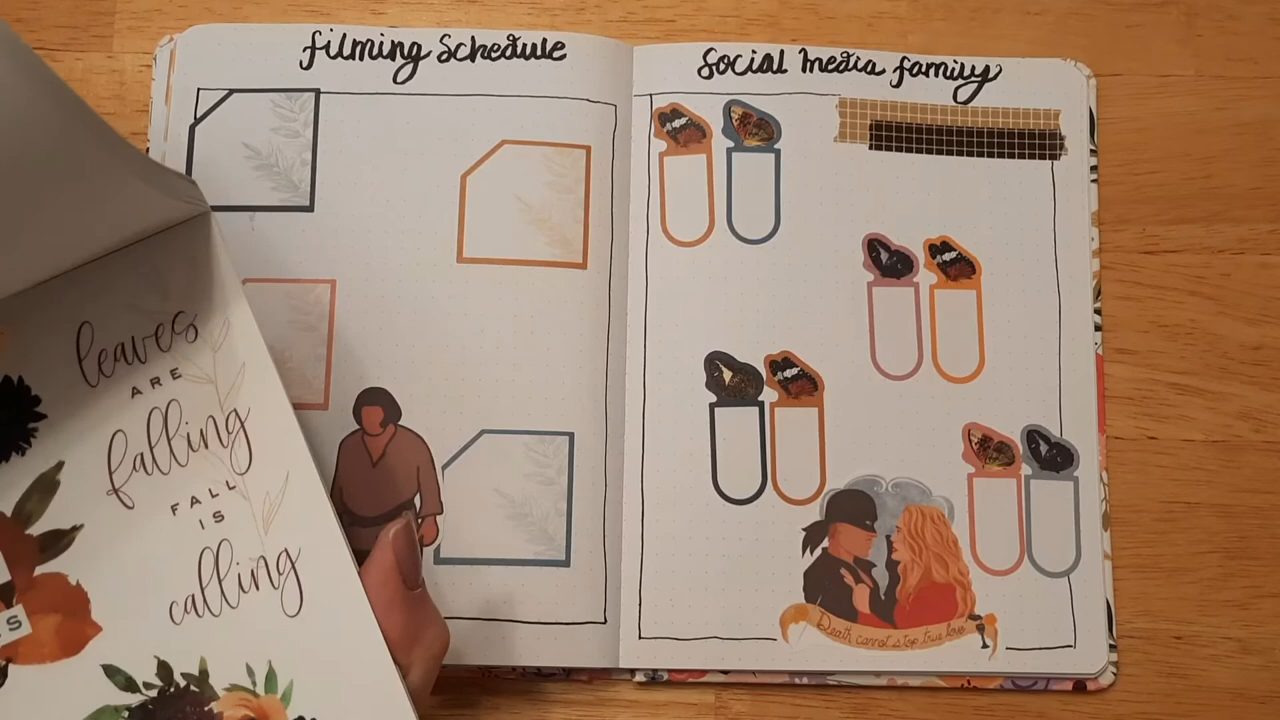 filming Schedule
Social media family
leaves
ARE
falling
FALL
IS
calling
Death cannot stop true love